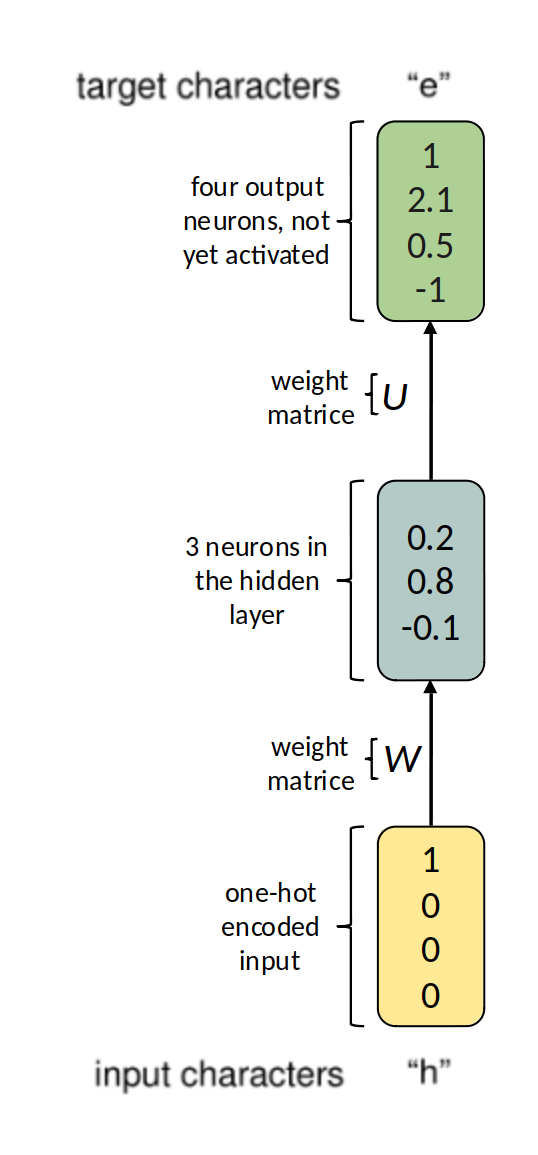 target characters “e”
four output
neurons, not
yet activated
1
2.1
0.5
-1
weight
matrice
U
3 neurons in
the hidden
layer
0.2
0.8
-0.1
weight
matrice
W
one-hot
encoded
input
1
0
0
0
input characters “h”